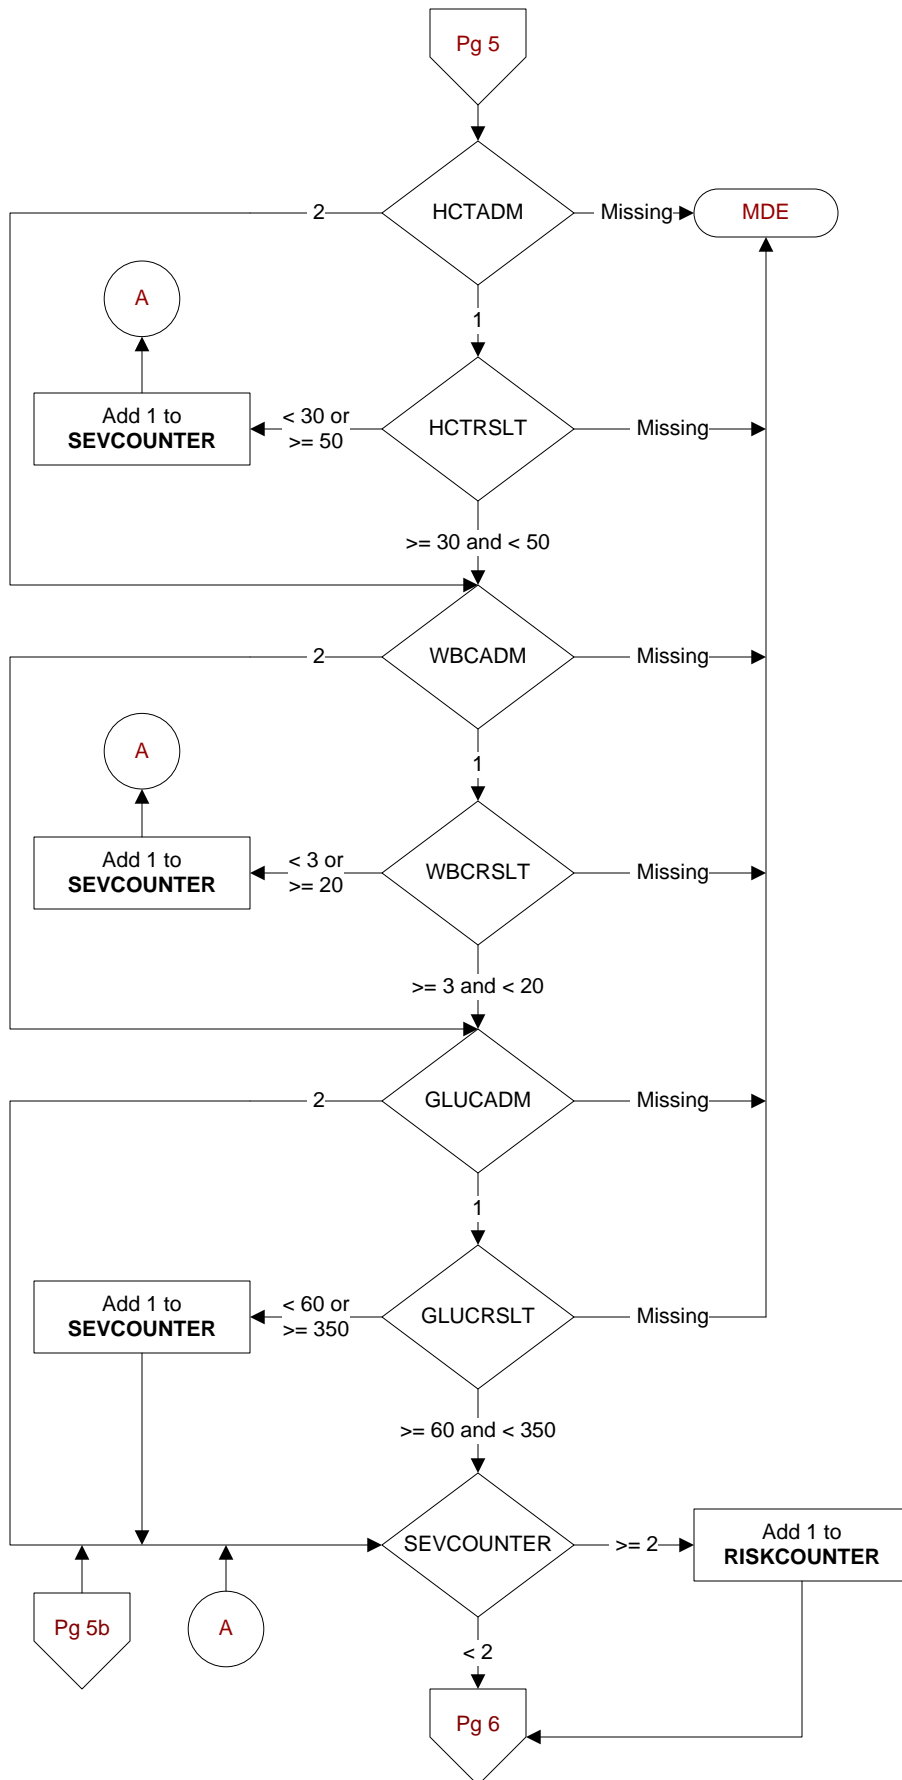 Pg 5
HCTADM
2
Missing
MDE
1
A
Add 1 to
SEVCOUNTER
< 30 or
>= 50
HCTRSLT
Missing
>= 30 and < 50
2
WBCADM
Missing
1
A
Add 1 to
SEVCOUNTER
< 3 or
>= 20
WBCRSLT
Missing
>= 3 and < 20
2
GLUCADM
Missing
1
Add 1 to
SEVCOUNTER
< 60 or
>= 350
GLUCRSLT
Missing
>= 60 and < 350
SEVCOUNTER
>= 2
Add 1 to
RISKCOUNTER
Pg 5b
A
< 2
Pg 6